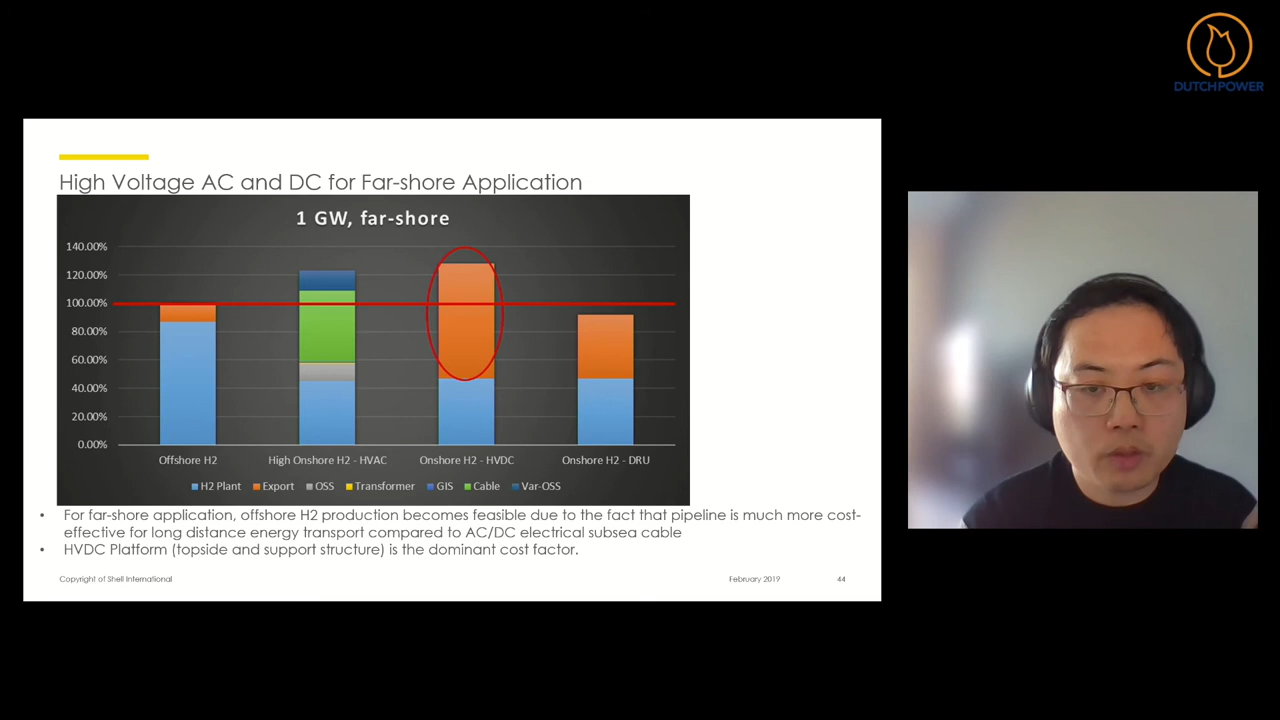 DUTCH POWER
High Voltage AC and DC for Far-shore Application
1 GW, far-shore
140.00%
120.00%
100.00%
80.00%
60.00%
40.00%
20.00%
0.00%
Offshore H2 High Onshore H2 - HVAC Onshore H2 - HVDC Onshore H2 - DRU
H2 Plant Export OSS Transformer GIS Cable Var-OSS
• For far-shore application, offshore H2 production becomes feasible due to the fact that pipeline is much more cost-
effective for long distance energy transport compared to AC/DC electrical subsea cable
• HVDC Platform (topside and support structure) is the dominant cost factor.
Copyright of Shell International February 2019 44